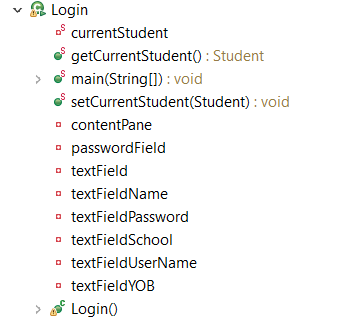 Login
currentStudent
getCurrentStudent() : Student
main(String[]) : void
setCurrentStudent(Student) : void
contentPane
passwordField
textField
textFieldName
textFieldPassword
textFieldSchool
textFieldUserName
textFieldYOB
Login()